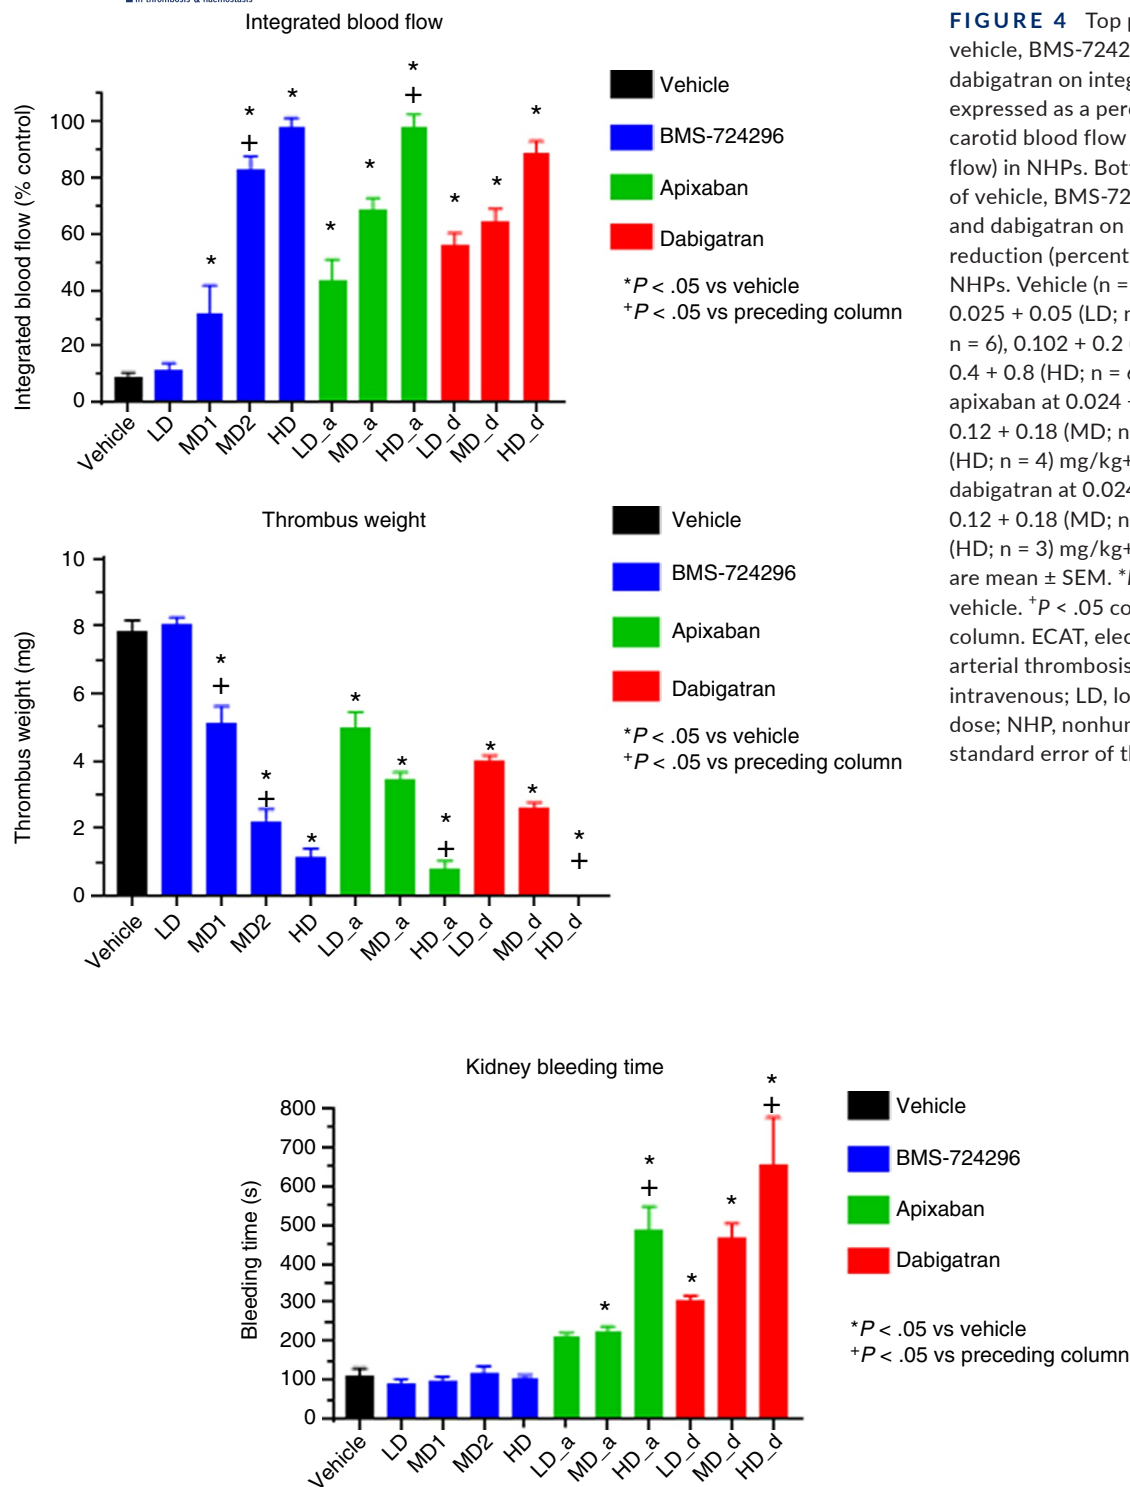 in thrombosis & haemostasis
Integrated blood flow
Integrated blood flow (% control)
100
80
60
40
20
0
Vehicle
LD
MD1
MD2
HD
LD_a
MD_a
HD_a
LD_d
MD_d
HD_d
*
*
+
*
*
*
*
+
*
*
*
Vehicle
BMS-724296
Apixaban
Dabigatran
*P < .05 vs vehicle
+P < .05 vs preceding column
Thrombus weight
Thrombus weight (mg)
10
8
6
4
2
0
Vehicle
LD
MD1
MD2
HD
LD_a
MD_a
HD_a
LD_d
MD_d
HD_d
*
+
*
+
*
*
*
*
+
*
*
*
+
Vehicle
BMS-724296
Apixaban
Dabigatran
*P < .05 vs vehicle
+P < .05 vs preceding column
Kidney bleeding time
Bleeding time (s)
800
700
600
500
400
300
200
100
0
Vehicle
LD
MD1
MD2
HD
LD_a
MD_a
HD_a
LD_d
MD_d
HD_d
*
*
+
*
*
*
+
Vehicle
BMS-724296
Apixaban
Dabigatran
*P < .05 vs vehicle
+P < .05 vs preceding column
FIGURE 4 Top
vehicle, BMS-7242
dabigatran on integ
expressed as a perc
carotid blood flow
flow) in NHPs. Bot
of vehicle, BMS-72
and dabigatran on
reduction (percent
NHPs. Vehicle (n =
0.025 + 0.05 (LD; n
n = 6), 0.102 + 0.2
0.4 + 0.8 (HD; n = 6
apixaban at 0.024
0.12 + 0.18 (MD; n
(HD; n = 4) mg/kg+
dabigatran at 0.024
0.12 + 0.18 (MD; n
(HD; n = 3) mg/kg+
are mean ± SEM. *
vehicle. +P < .05 co
column. ECAT, elec
arterial thrombosis
intravenous; LD, lo
dose; NHP, nonhum
standard error of th